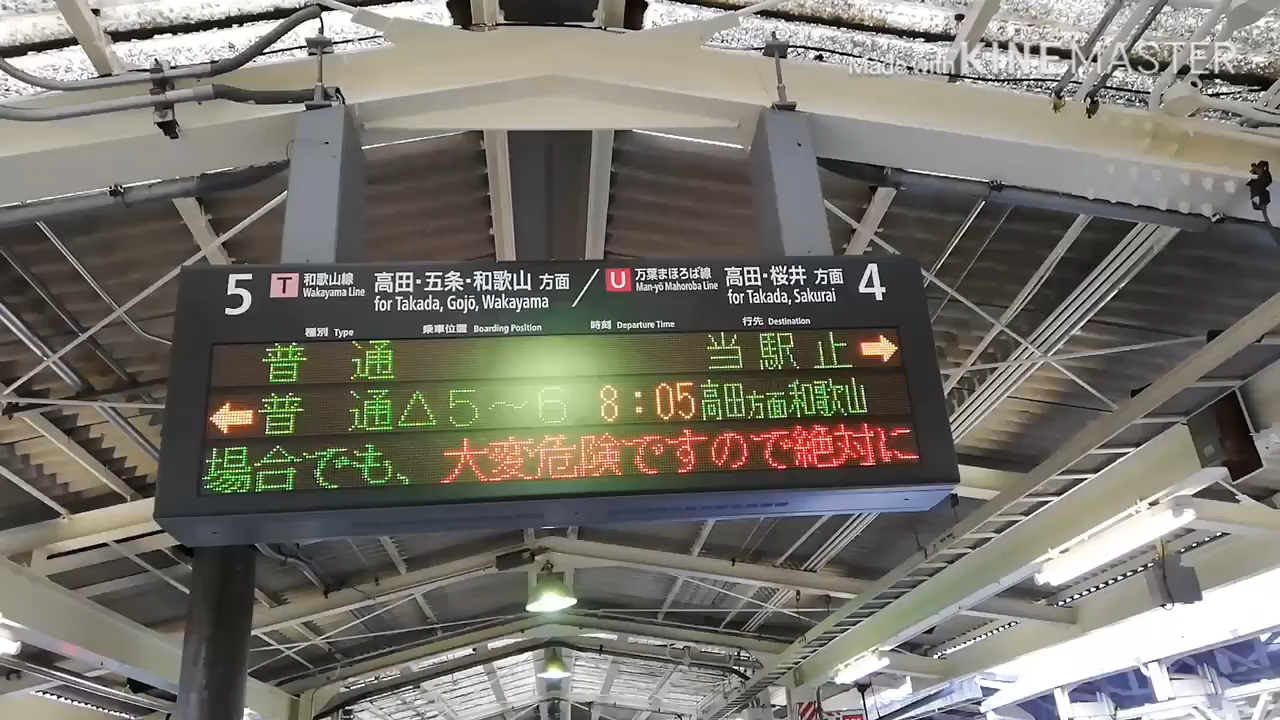 Made with KINEMASTER
5 T 和歌山線 Wakayama Line 高田・五条・和歌山 方面 for Takada, Gojō, Wakayama / U 万葉まほろば線 Man-yō Mahoroba Line 高田・桜井 方面 for Takada, Sakurai 4
種別 Type 乗車位置 Boarding Position 時刻 Departure Time 行先 Destination
普 通 当駅止 →
← 普 通 △5〜6 8:05 高田方面和歌山
場合でも、大変危険ですので絶対に